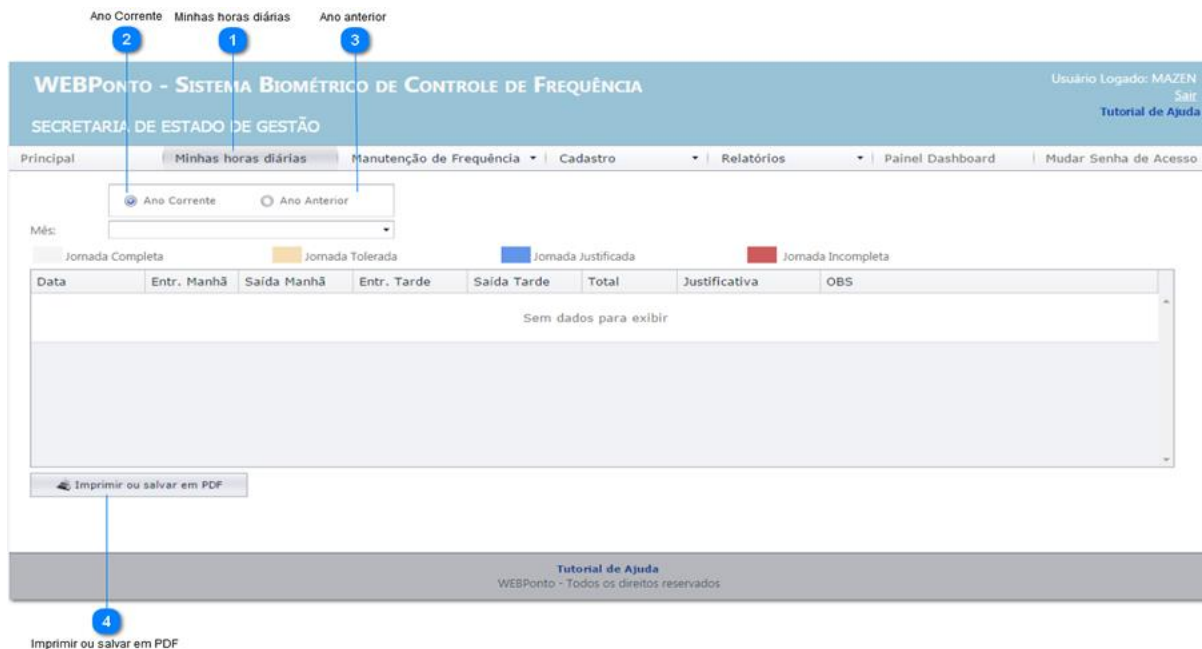 Ano Corrente Minhas horas diárias Ano anterior
2 1 3
WEBPonto - Sistema Biométrico de Controle de Frequência
Usuário Logado: MAZEN
Sair
Tutorial de Ajuda
SECRETARIA DE ESTADO DE GESTÃO
Principal Minhas horas diárias Manutenção de Frequência Cadastro Relatórios Painel Dashboard Mudar Senha de Acesso
Ano Corrente Ano Anterior
Mês:
Jornada Completa Jornada Tolerada Jornada Justificada Jornada Incompleta
Data Entr. Manhã Saída Manhã Entr. Tarde Saída Tarde Total Justificativa OBS
Sem dados para exibir
Imprimir ou salvar em PDF
Tutorial de Ajuda
WEBPonto - Todos os direitos reservados
4
Imprimir ou salvar em PDF